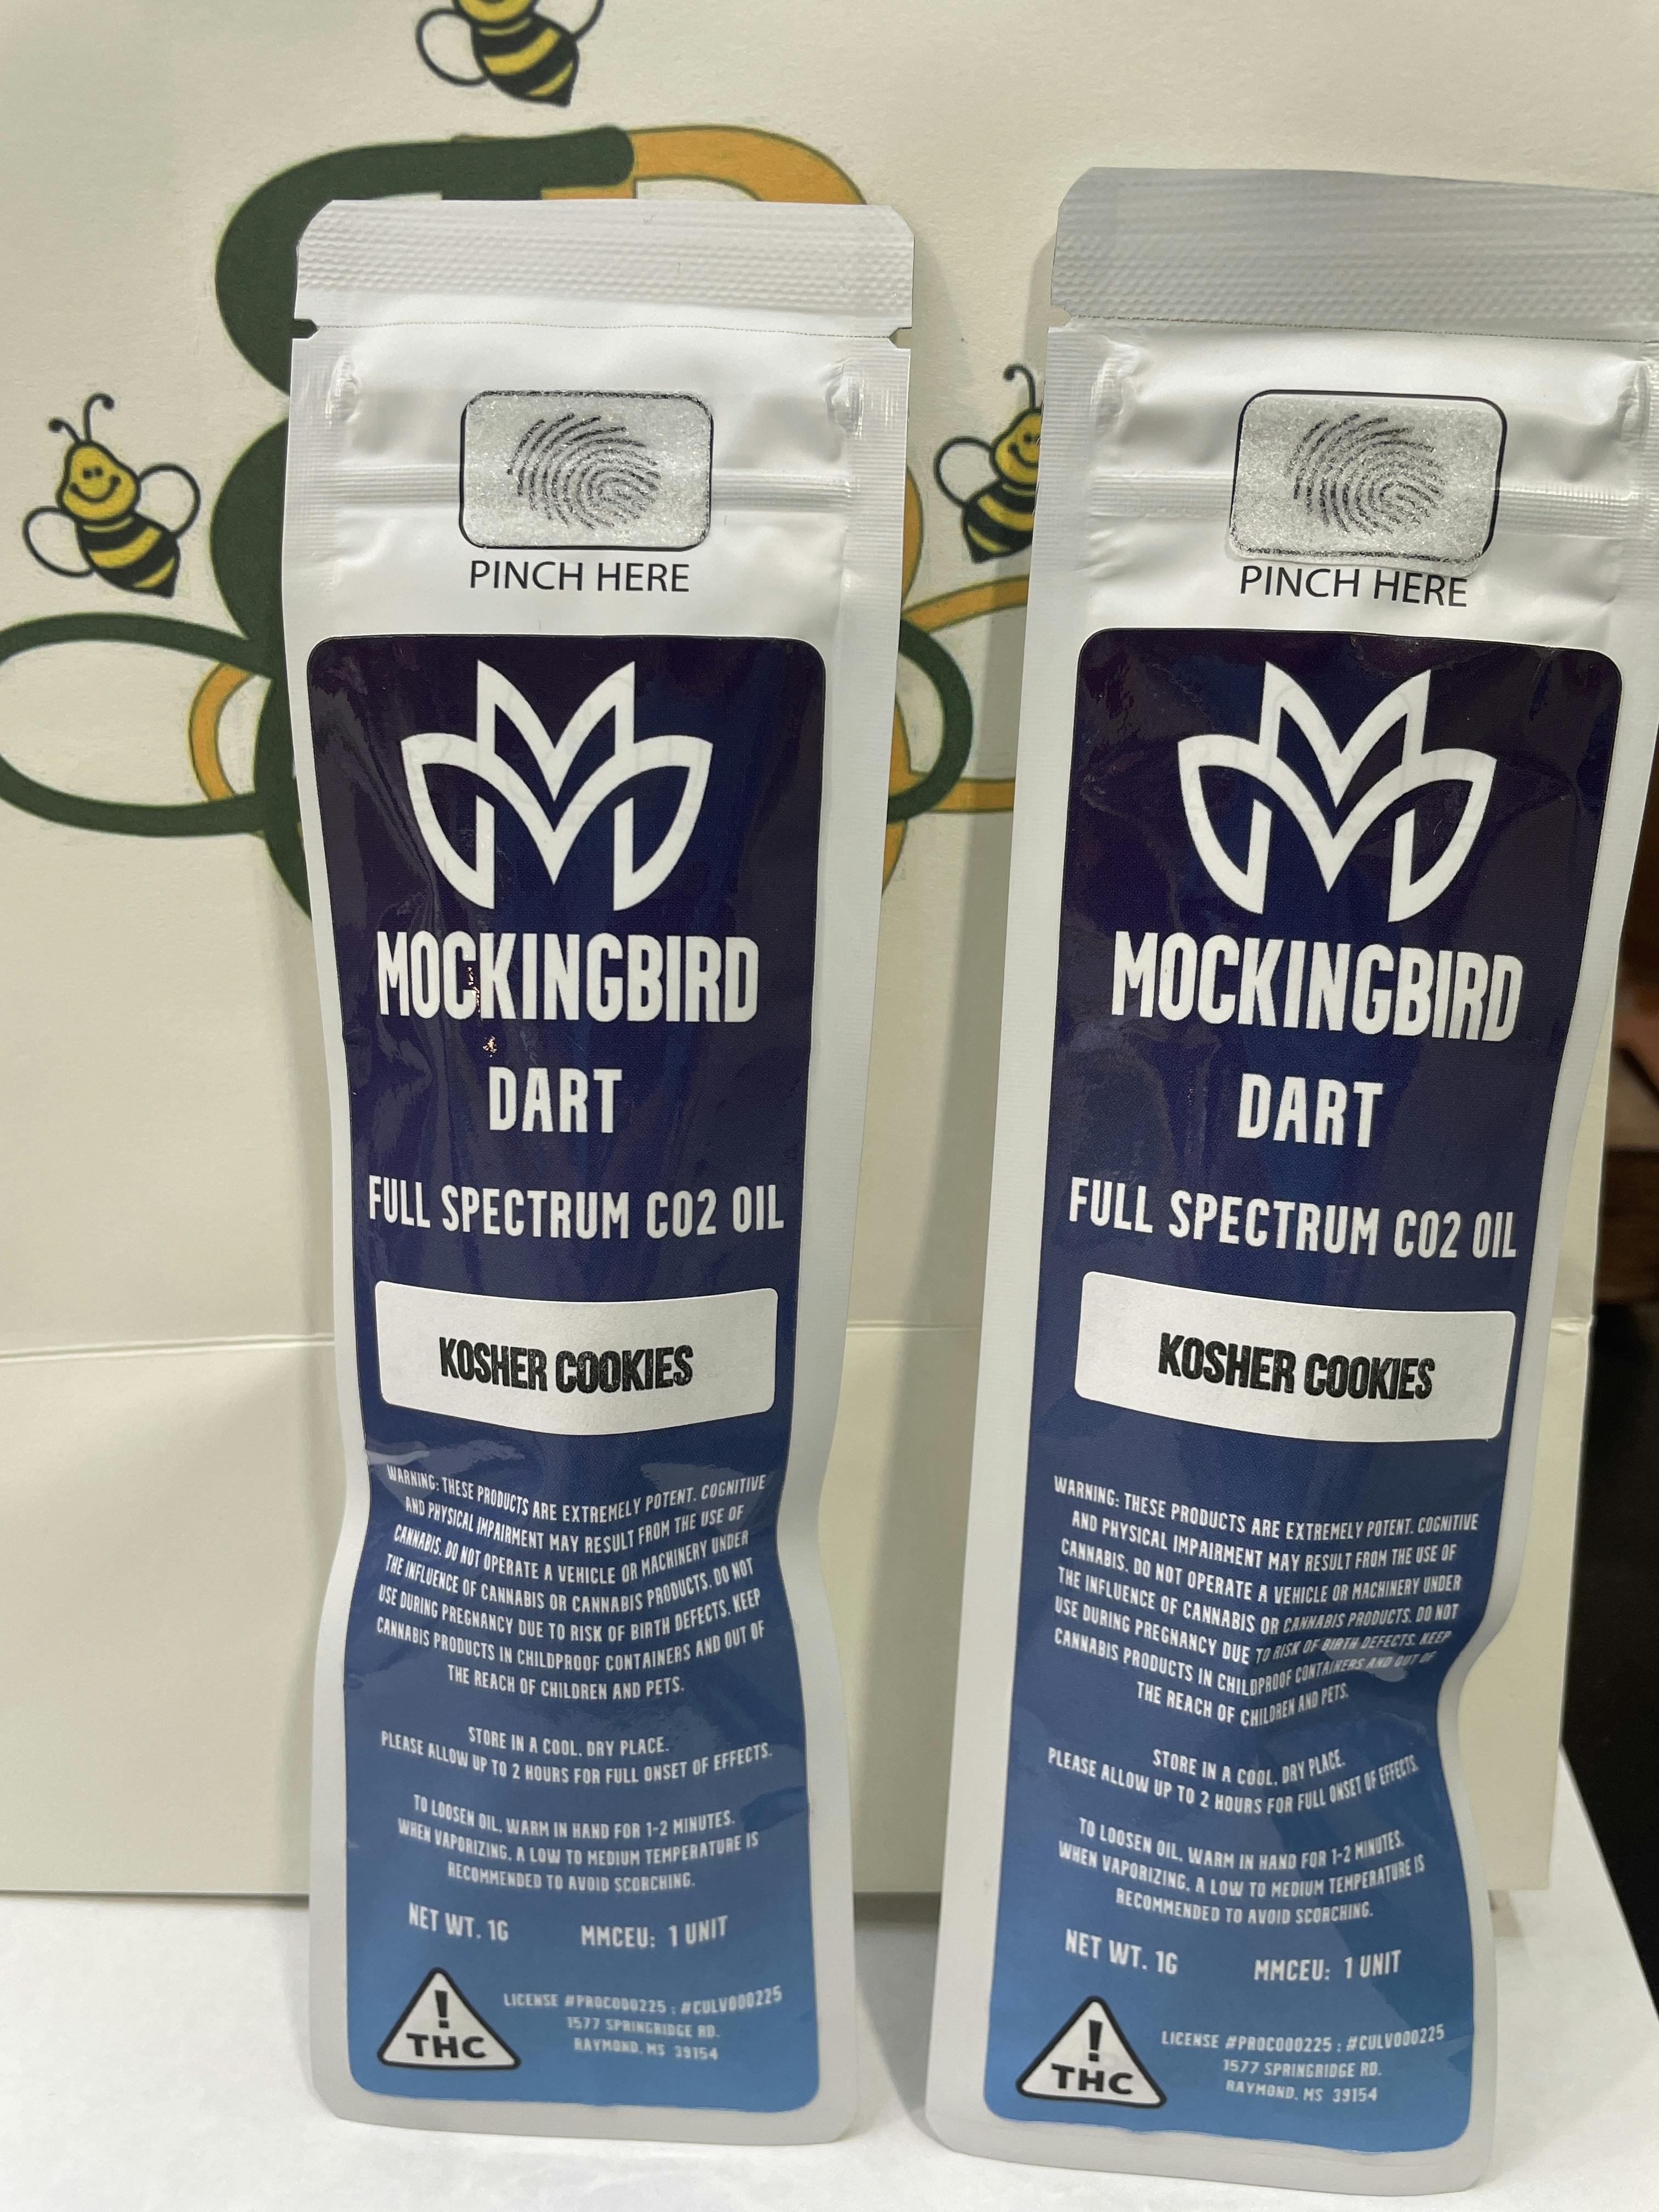 PINCH HERE
MOCKINGBIRD
DART
FULL SPECTRUM CO2 OIL
KOSHER COOKIES
WARNING: THESE PRODUCTS ARE EXTREMELY POTENT. COGNITIVE
AND PHYSICAL IMPAIRMENT MAY RESULT FROM THE USE OF
CANNABIS. DO NOT OPERATE A VEHICLE OR MACHINERY UNDER
THE INFLUENCE OF CANNABIS OR CANNABIS PRODUCTS. DO NOT
USE DURING PREGNANCY DUE TO RISK OF BIRTH DEFECTS. KEEP
CANNABIS PRODUCTS IN CHILDPROOF CONTAINERS AND OUT OF
THE REACH OF CHILDREN AND PETS.
STORE IN A COOL, DRY PLACE.
PLEASE ALLOW UP TO 2 HOURS FOR FULL ONSET OF EFFECTS.
TO LOOSEN OIL, WARM IN HAND FOR 1-2 MINUTES.
WHEN VAPORIZING, A LOW TO MEDIUM TEMPERATURE IS
RECOMMENDED TO AVOID SCORCHING.
NET WT. 1G MMCEU: 1 UNIT
! THC
LICENSE #PROC000225 : #CULV000225
1577 SPRINGRIDGE RD.
RAYMOND, MS 39154
PINCH HERE
MOCKINGBIRD
DART
FULL SPECTRUM CO2 OIL
KOSHER COOKIES
WARNING: THESE PRODUCTS ARE EXTREMELY POTENT. COGNITIVE
AND PHYSICAL IMPAIRMENT MAY RESULT FROM THE USE OF
CANNABIS. DO NOT OPERATE A VEHICLE OR MACHINERY UNDER
THE INFLUENCE OF CANNABIS OR CANNABIS PRODUCTS. DO NOT
USE DURING PREGNANCY DUE TO RISK OF BIRTH DEFECTS. KEEP
CANNABIS PRODUCTS IN CHILDPROOF CONTAINERS AND OUT OF
THE REACH OF CHILDREN AND PETS.
STORE IN A COOL, DRY PLACE.
PLEASE ALLOW UP TO 2 HOURS FOR FULL ONSET OF EFFECTS.
TO LOOSEN OIL, WARM IN HAND FOR 1-2 MINUTES.
WHEN VAPORIZING, A LOW TO MEDIUM TEMPERATURE IS
RECOMMENDED TO AVOID SCORCHING.
NET WT. 1G MMCEU: 1 UNIT
! THC
LICENSE #PROC000225 : #CULV000225
1577 SPRINGRIDGE RD.
RAYMOND, MS 39154